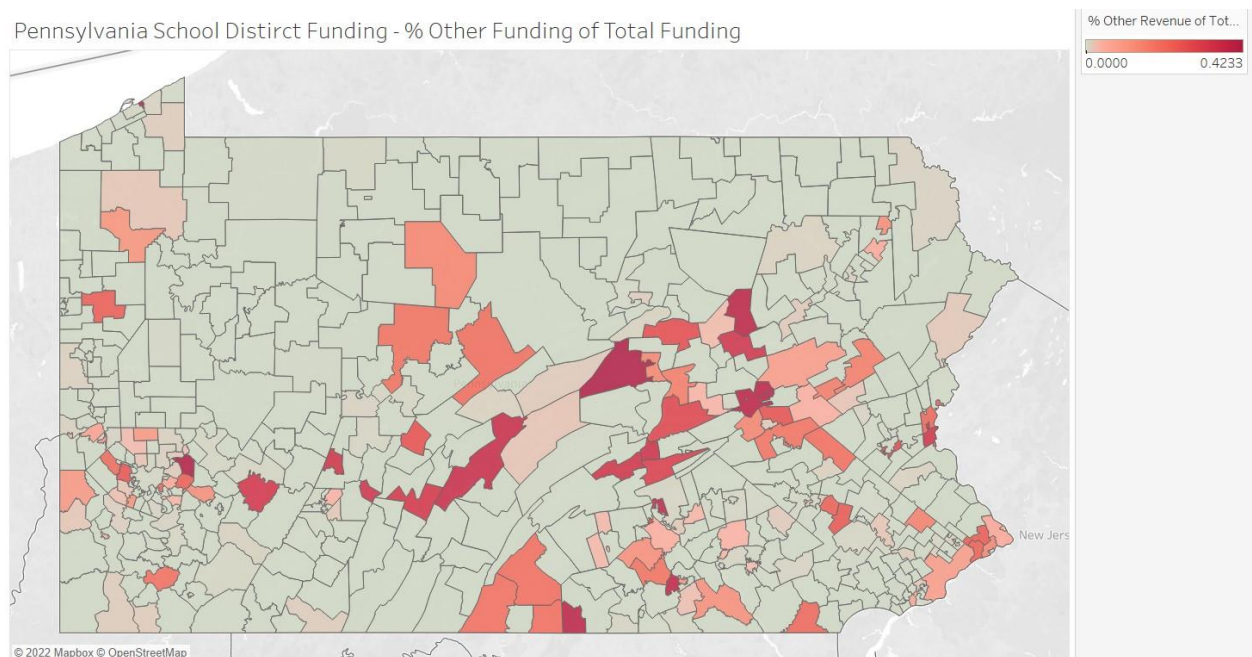 Pennsylvania School Distirct Funding - % Other Funding of Total Funding
% Other Revenue of Tot...
0.0000
0.4233
New Jers
© 2022 Mapbox © OpenStreetMap